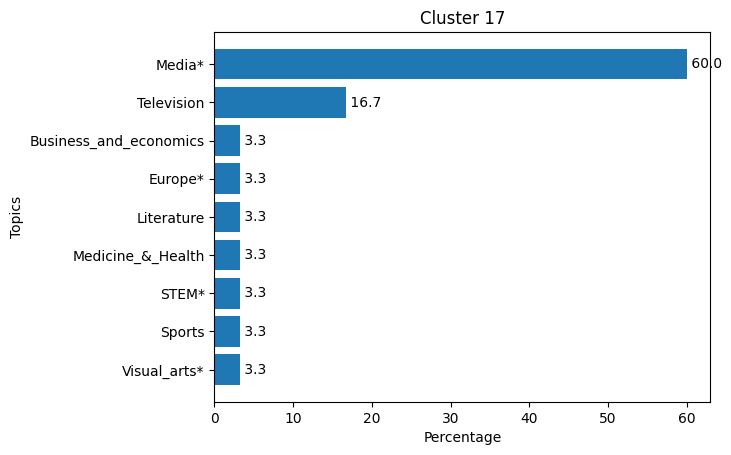 Cluster 17
Media* 60.0
Television 16.7
Business_and_economics 3.3
Europe* 3.3
Literature 3.3
Medicine_&_Health 3.3
STEM* 3.3
Sports 3.3
Visual_arts* 3.3
0 10 20 30 40 50 60
Percentage
Topics